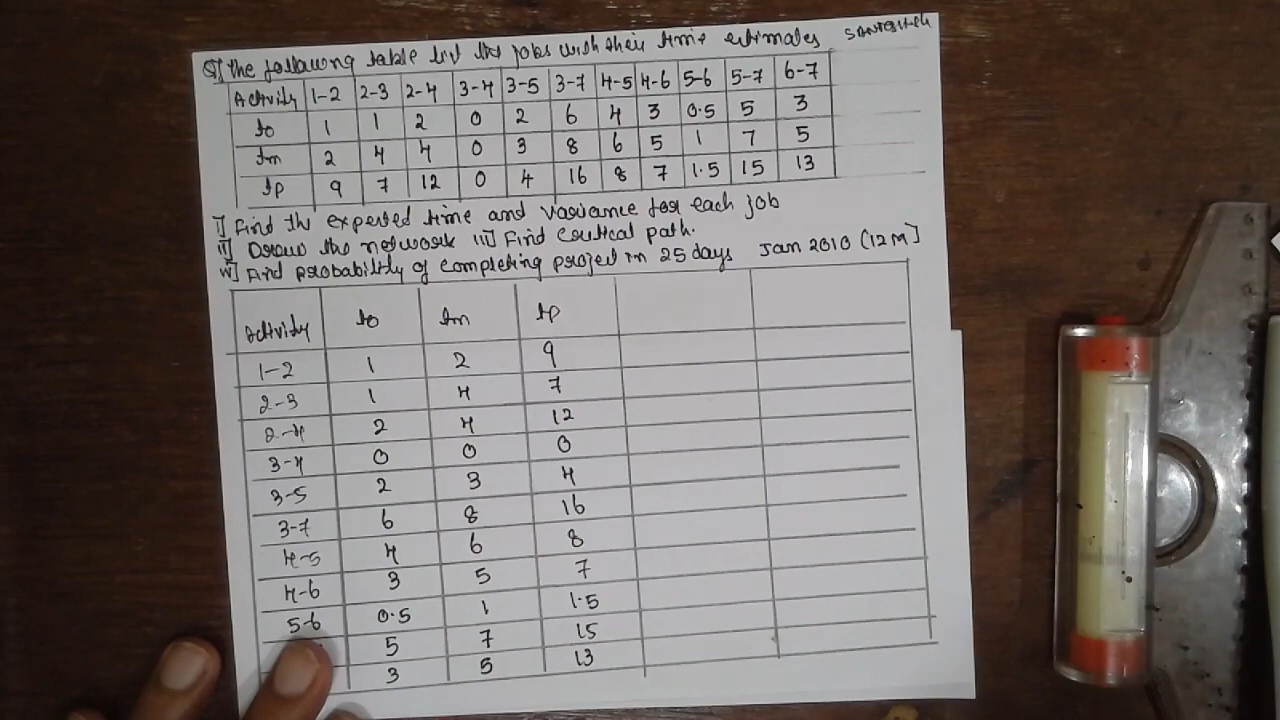 Q] The following table list the jobs with their time estimates
Activity 1-2 2-3 2-4 3-4 3-5 3-7 4-5 4-6 5-6 5-7 6-7
to 1 1 2 0 2 6 4 3 0.5 5 3
tm 2 4 4 0 3 8 6 5 1 7 5
tp 9 7 12 0 4 16 8 7 1.5 15 13
i] Find the expected time and variance for each job
ii] Draw the network iii] Find critical path.
iv] Find probability of completing project in 25 days Jan 2010 (12M]
Activity to tm tp
1-2 1 2 9
2-3 1 4 7
2-4 2 4 12
3-4 0 0 0
3-5 2 3 4
3-7 6 8 16
4-5 4 6 8
4-6 3 5 7
5-6 0.5 1 1.5
5 7 15
3 5 13